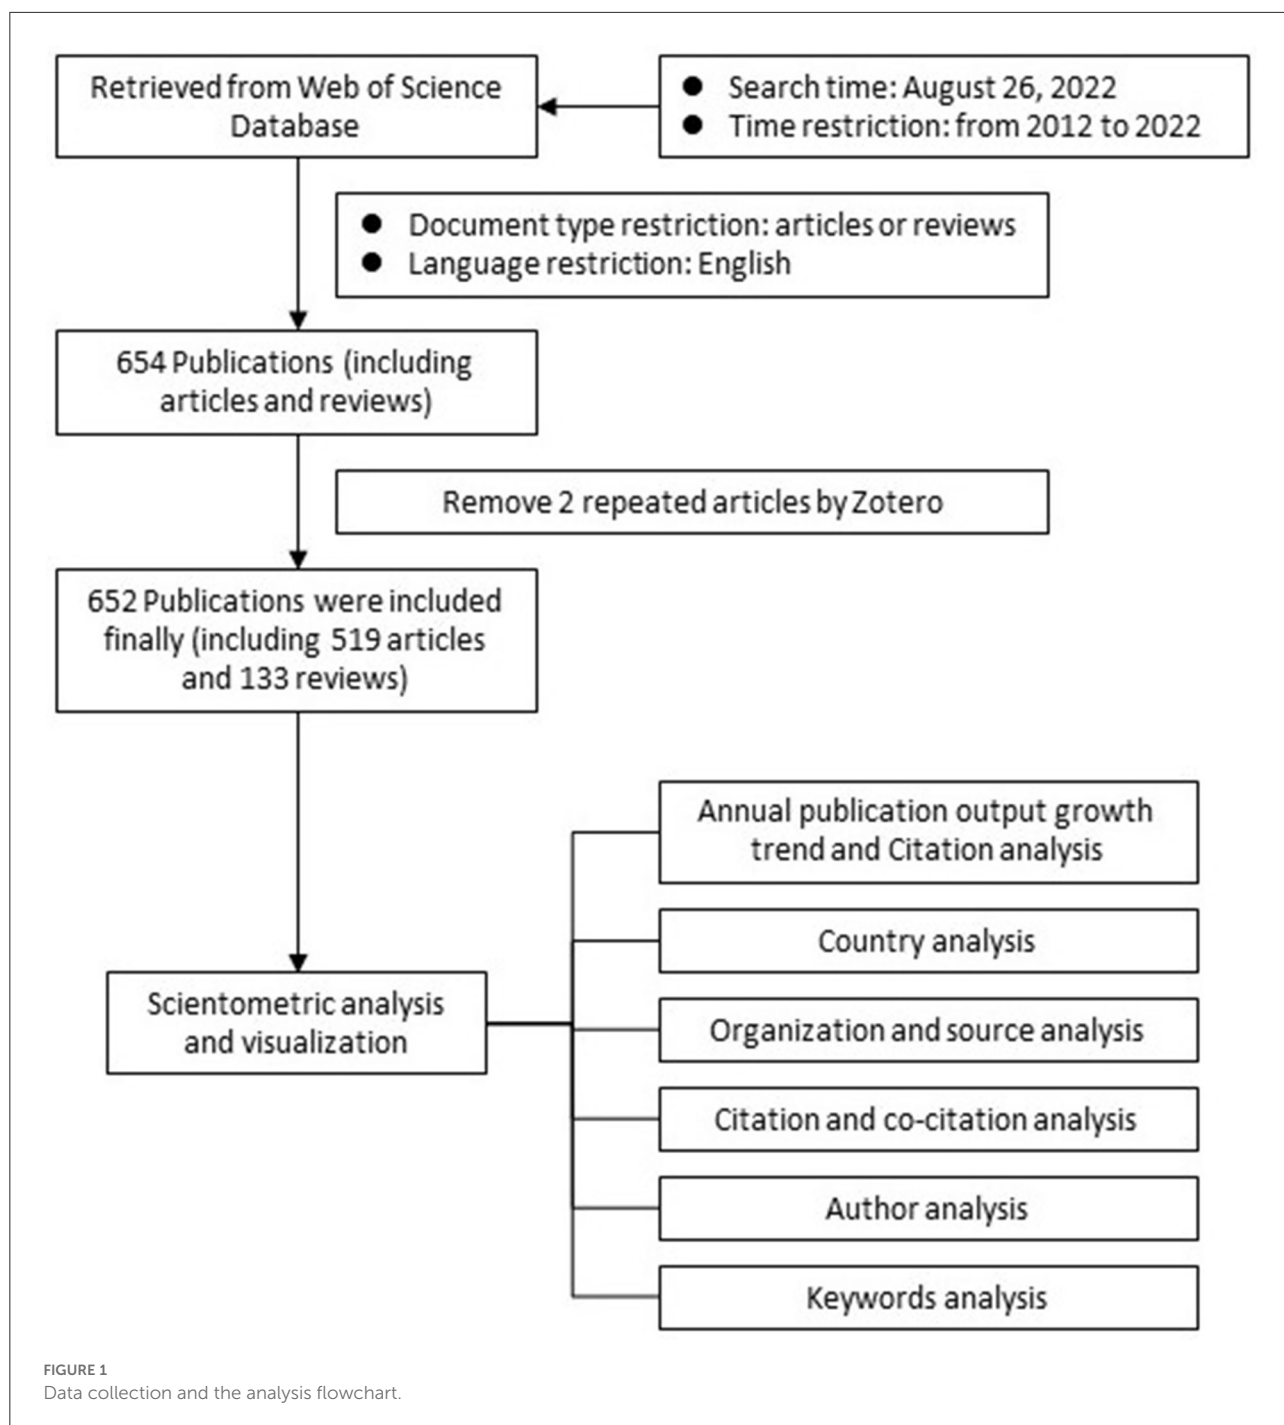 Retrieved from Web of Science
Database
● Search time: August 26, 2022
● Time restriction: from 2012 to 2022
● Document type restriction: articles or reviews
● Language restriction: English
654 Publications (including
articles and reviews)
Remove 2 repeated articles by Zotero
652 Publications were included
finally (including 519 articles
and 133 reviews)
Annual publication output growth
trend and Citation analysis
Country analysis
Scientometric analysis
and visualization
Organization and source analysis
Citation and co-citation analysis
Author analysis
Keywords analysis
FIGURE 1
Data collection and the analysis flowchart.